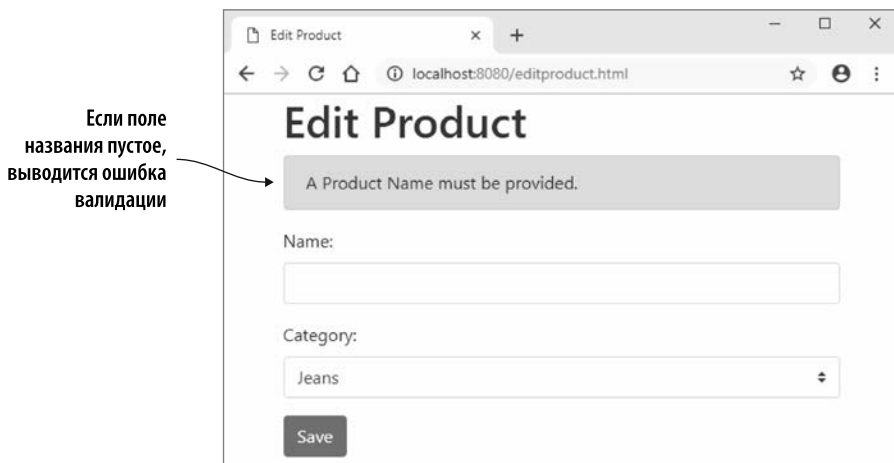 Edit Product
localhost:8080/editproduct.html
Если поле
названия пустое,
выводится ошибка
валидации
Edit Product
A Product Name must be provided.
Name:
Category:
Jeans
Save